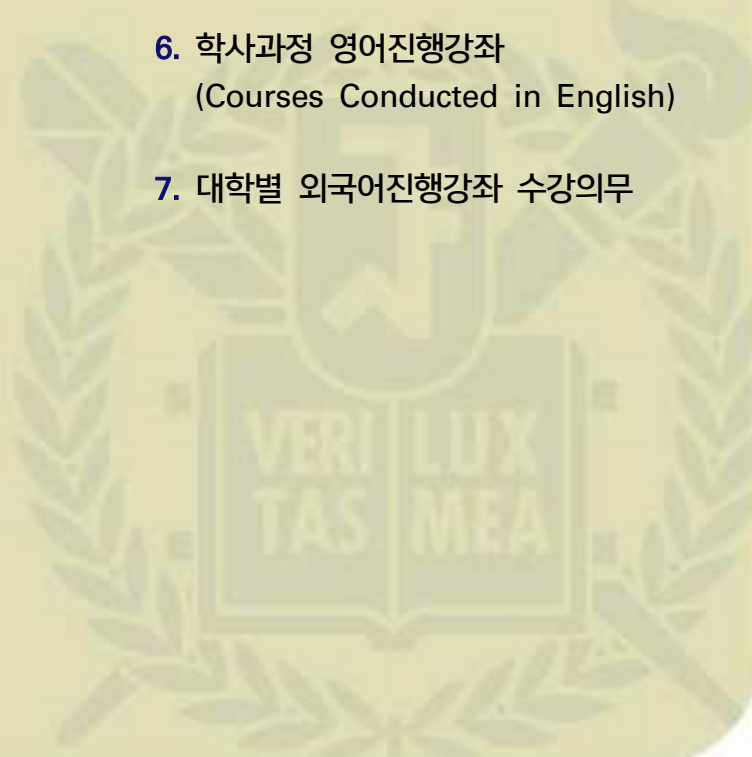 6. 학사과정 영어진행강좌
(Courses Conducted in English)
7. 대학별 외국어진행강좌 수강의무
VERI LUX
TAS MEA